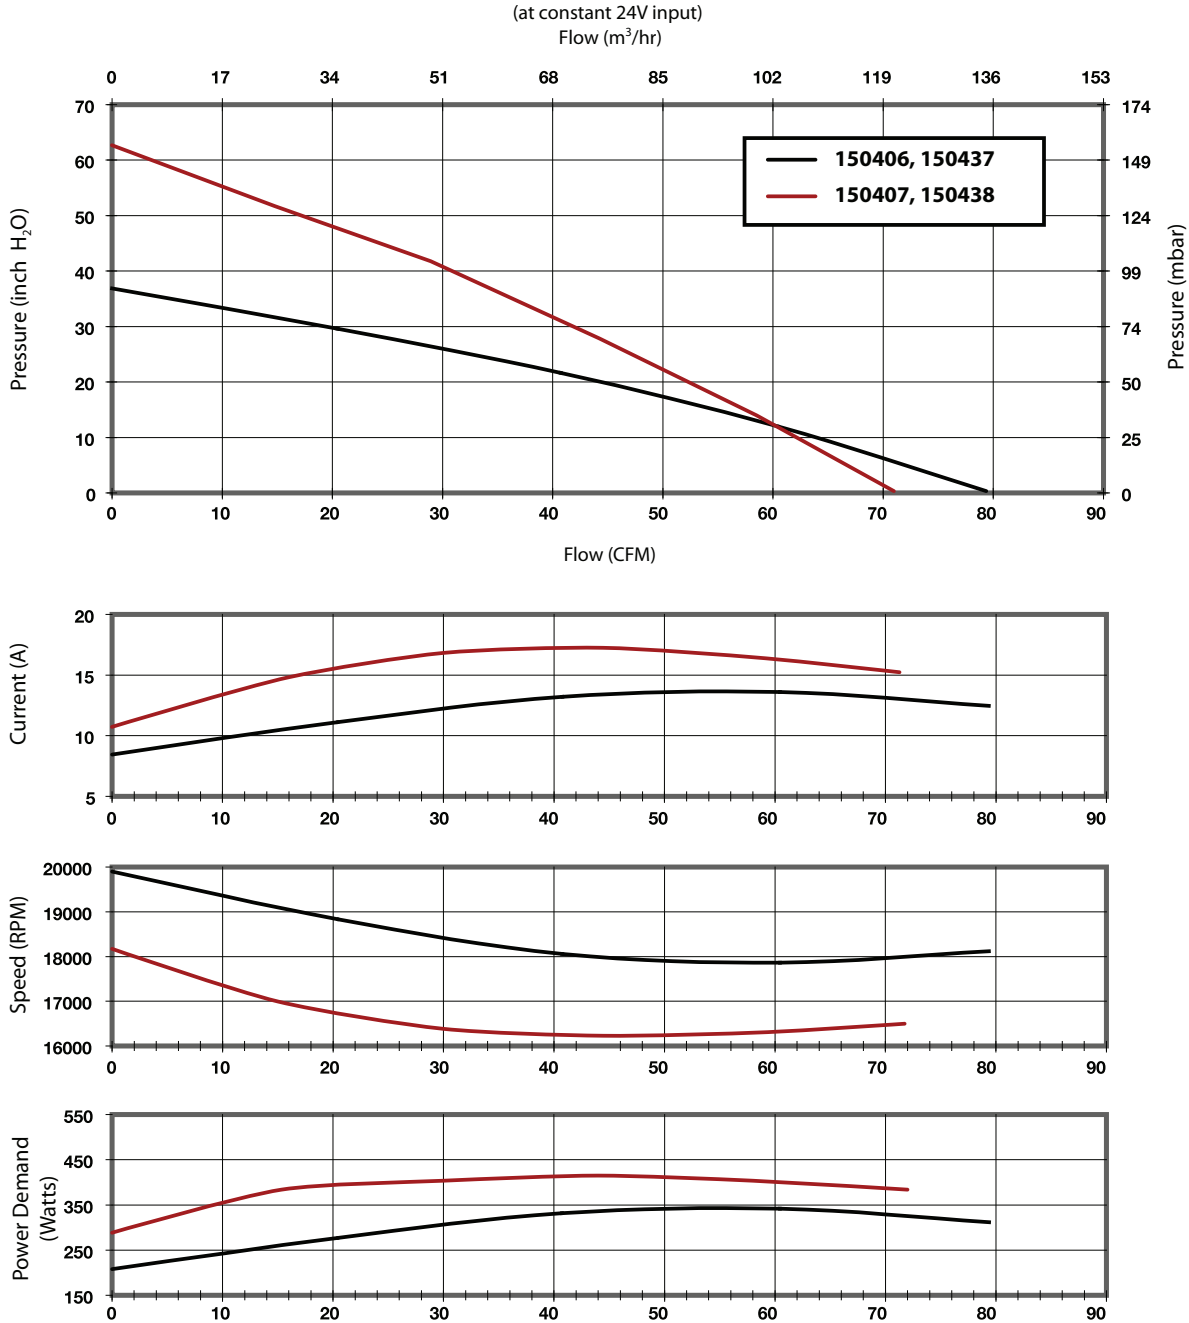 (at constant 24V input)
Flow (m³/hr)
0 17 34 51 68 85 102 119 136 153
70 174
60 149
50 124
40 99
30 74
20 50
10 25
0 0
Pressure (inch H₂O)
Pressure (mbar)
150406, 150437
150407, 150438
0 10 20 30 40 50 60 70 80 90
Flow (CFM)
Current (A)
20
15
10
5
0 10 20 30 40 50 60 70 80 90
Speed (RPM)
20000
19000
18000
17000
16000
0 10 20 30 40 50 60 70 80 90
Power Demand
(Watts)
550
450
350
250
150
0 10 20 30 40 50 60 70 80 90